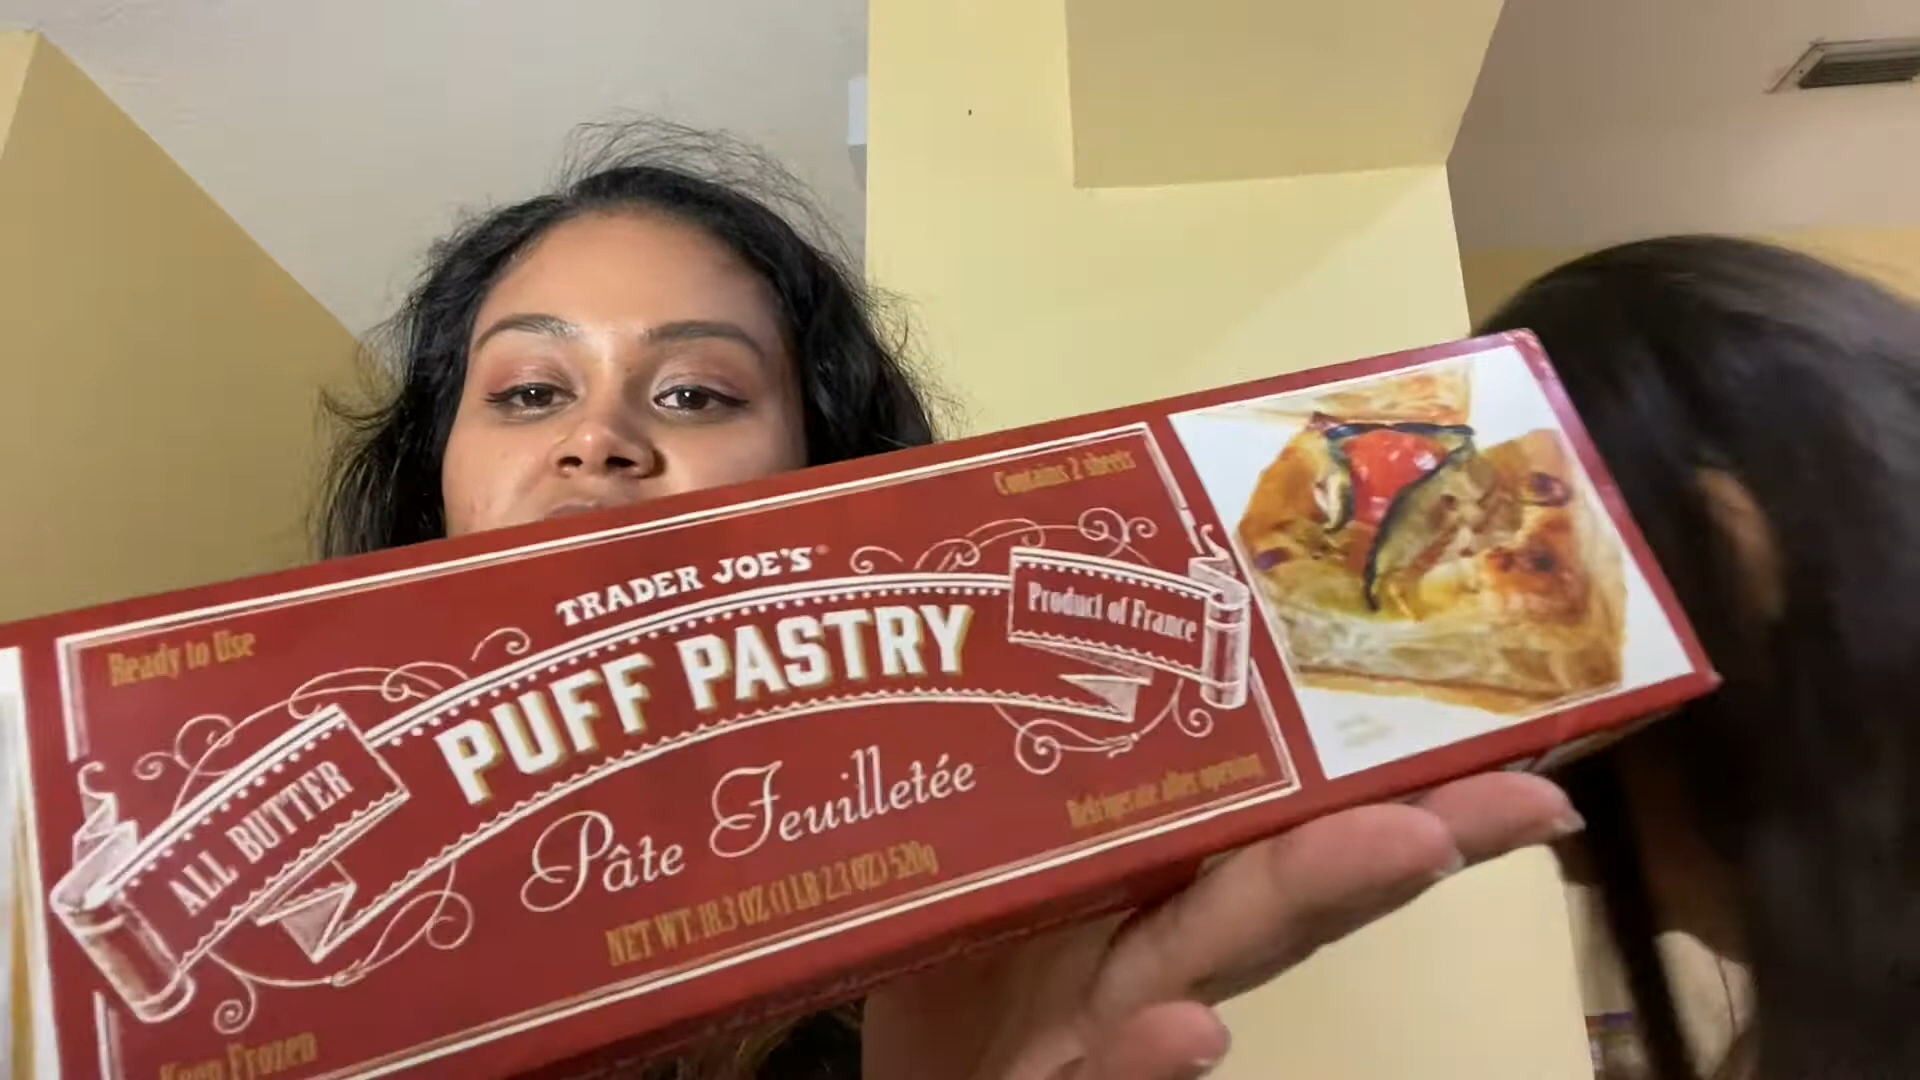 Contains 2 sheets
Ready to Use
TRADER JOE'S®
PUFF PASTRY
Product of France
ALL BUTTER
Pâte Feuilletée
Refrigerate after opening
NET WT. 18.3 OZ (1 LB 2.3 OZ) 520g
Keep Frozen